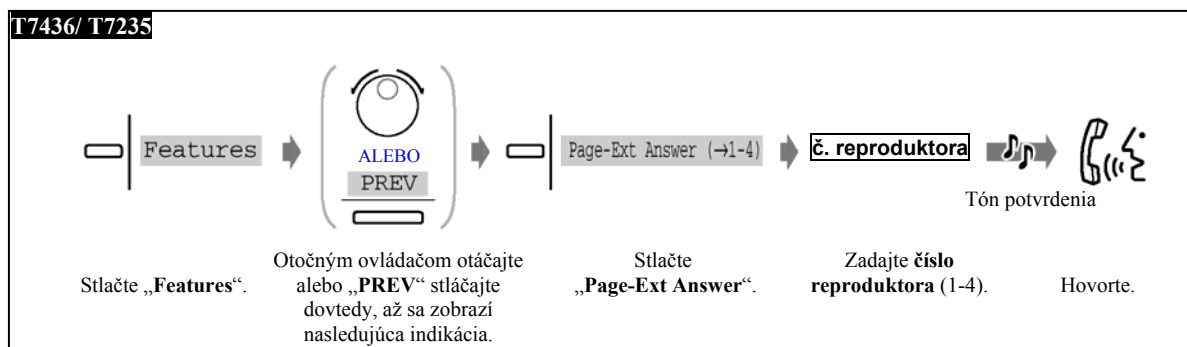 T7436/ T7235
Features
ALEBO
PREV
Page-Ext Answer (→1-4)
č. reproduktora
Tón potvrdenia
Stlačte „Features“.
Otočným ovládačom otáčajte
alebo „PREV“ stláčajte
dovtedy, až sa zobrazí
nasledujúca indikácia.
Stlačte
„Page-Ext Answer“.
Zadajte číslo
reproduktora (1-4).
Hovorte.